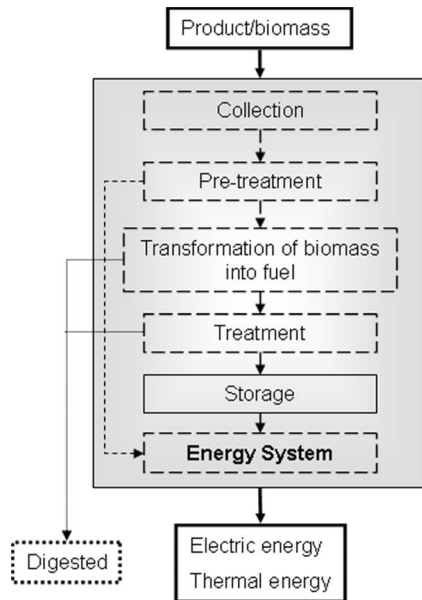 Product/biomass
Collection
Pre-treatment
Transformation of biomass
into fuel
Treatment
Storage
Energy System
Digested
Electric energy
Thermal energy